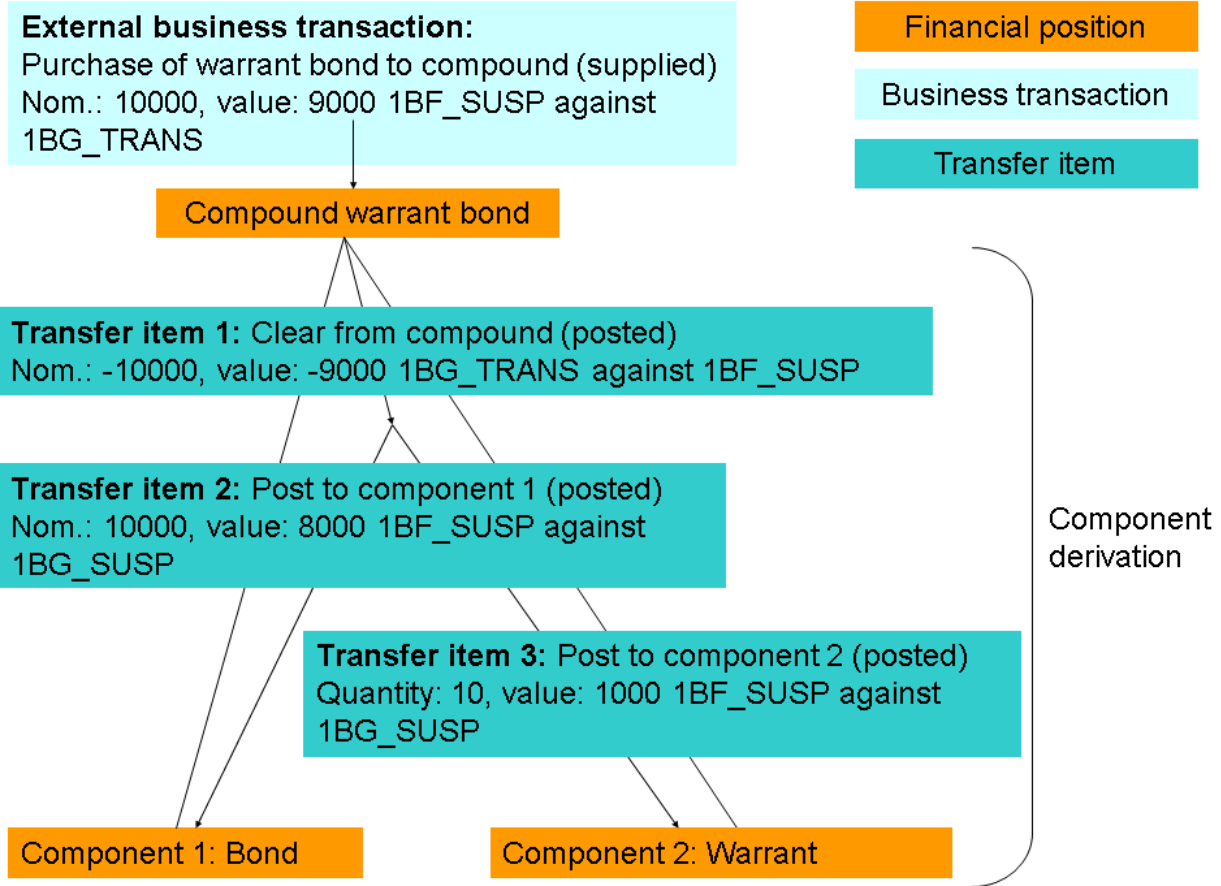 External business transaction:
Purchase of warrant bond to compound (supplied)
Nom.: 10000, value: 9000 1BF_SUSP against
1BG_TRANS
Financial position
Business transaction
Transfer item
Compound warrant bond
Transfer item 1: Clear from compound (posted)
Nom.: -10000, value: -9000 1BG_TRANS against 1BF_SUSP
Transfer item 2: Post to component 1 (posted)
Nom.: 10000, value: 8000 1BF_SUSP against
1BG_SUSP
Component
derivation
Transfer item 3: Post to component 2 (posted)
Quantity: 10, value: 1000 1BF_SUSP against
1BG_SUSP
Component 1: Bond
Component 2: Warrant